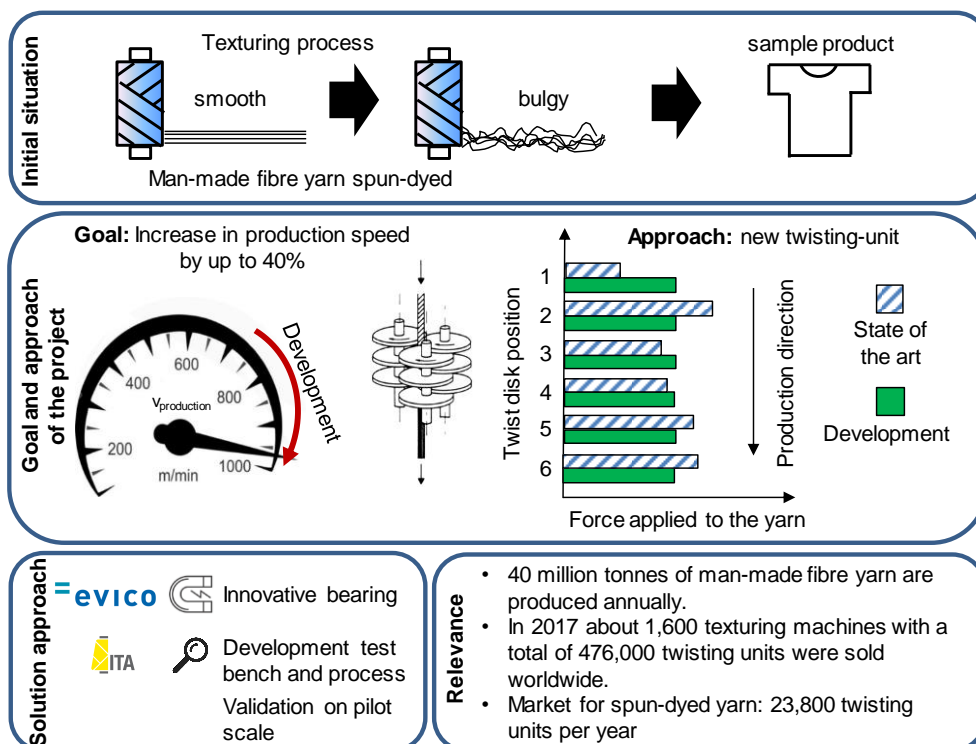 Initial situation
Texturing process
smooth
bulgy
sample product
Man-made fibre yarn spun-dyed
Goal and approach
of the project
Goal: Increase in production speed
by up to 40%
200
400
600
800
1000
Vproduction
m/min
Development
Approach: new twisting-unit
Twist disk position
1
2
3
4
5
6
Force applied to the yarn
Production direction
State of
the art
Development
Solution approach
evico
Innovative bearing
ITA
Development test
bench and process
Validation on pilot
scale
Relevance
• 40 million tonnes of man-made fibre yarn are
produced annually.
• In 2017 about 1,600 texturing machines with a
total of 476,000 twisting units were sold
worldwide.
• Market for spun-dyed yarn: 23,800 twisting
units per year